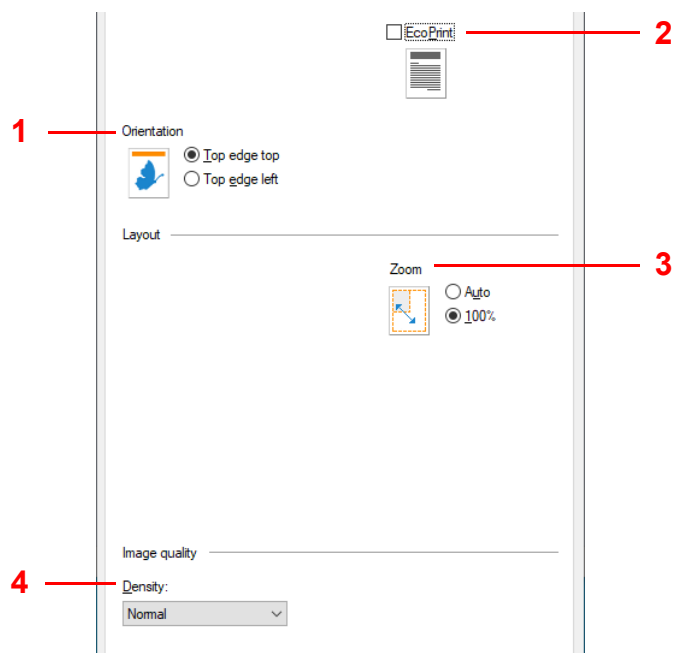 EcoPrint
2
1
Orientation
Top edge top
Top edge left
Layout
3
Zoom
Auto
100%
Image quality
4
Density:
Normal